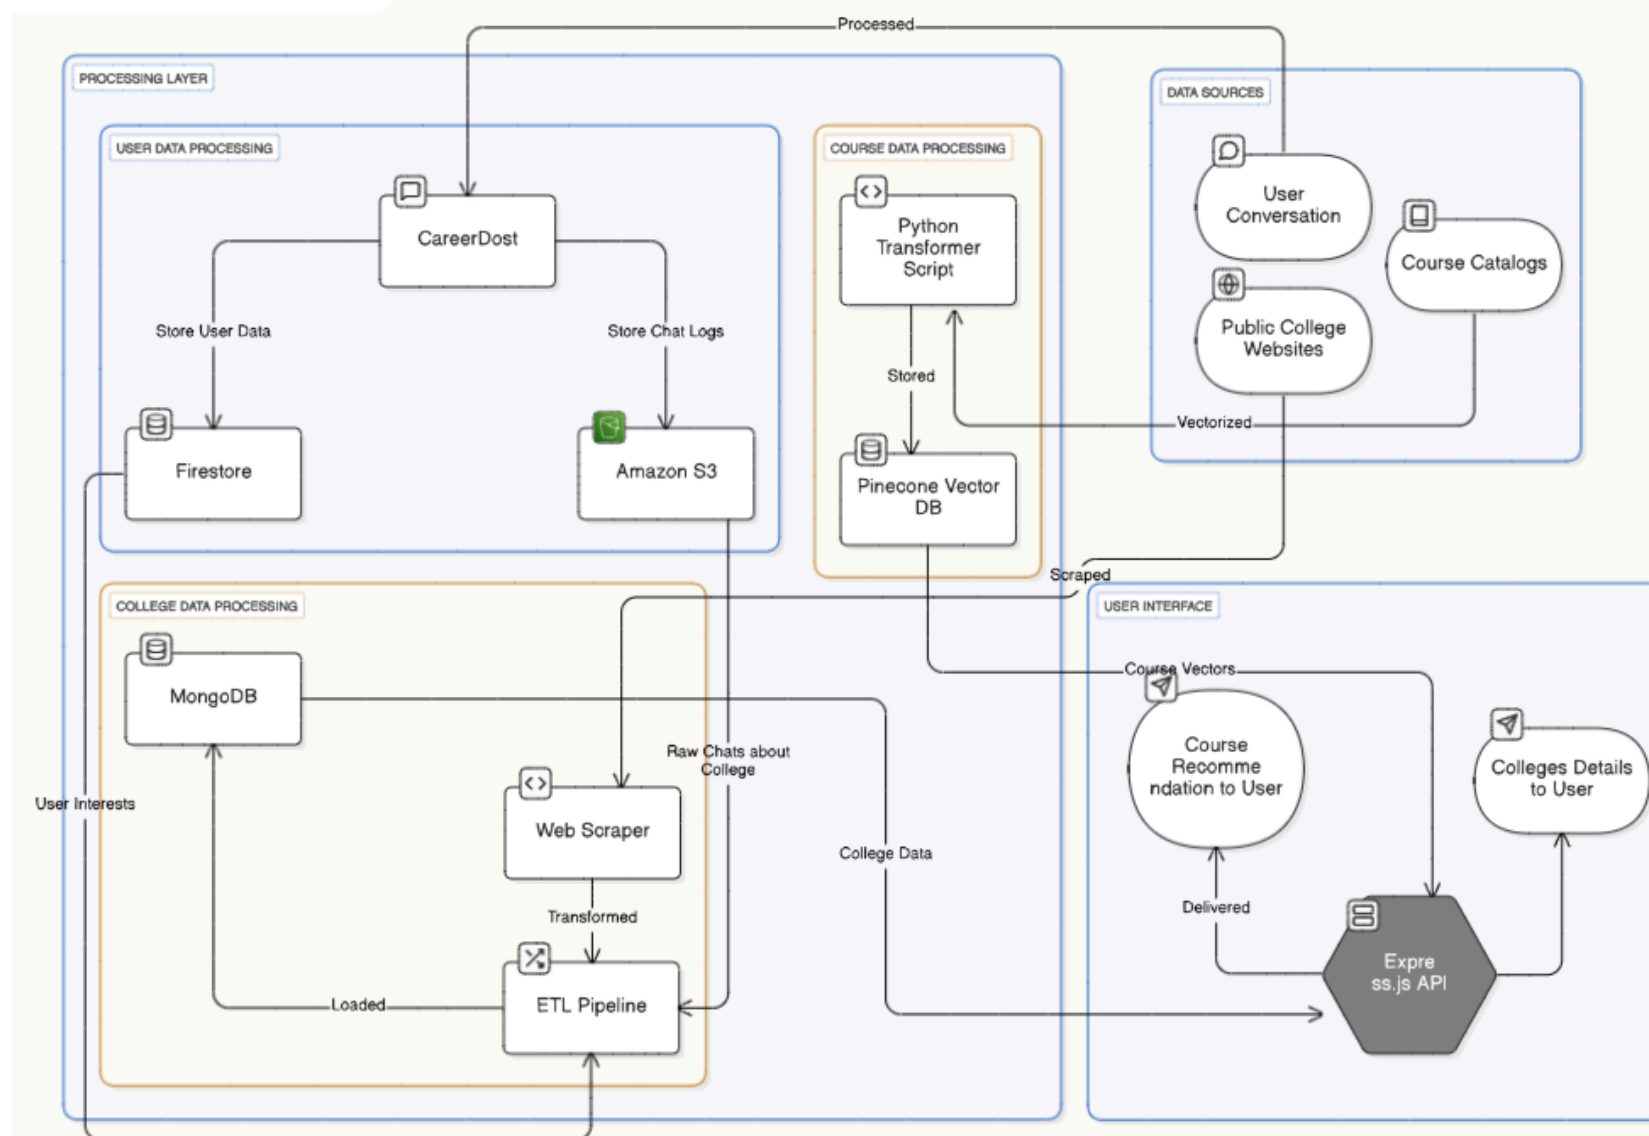 Processed
PROCESSING LAYER
DATA SOURCES
USER DATA PROCESSING
COURSE DATA PROCESSING
User
Conversation
CareerDost
Python
Transformer
Script
Course Catalogs
Public College
Websites
Store User Data
Store Chat Logs
Stored
Vectorized
Firestore
Amazon S3
Pinecone Vector
DB
Scraped
COLLEGE DATA PROCESSING
USER INTERFACE
MongoDB
Course Vectors
Raw Chats about
College
Course
Recomme
ndation to User
Colleges Details
to User
User Interests
Web Scraper
College Data
Transformed
Delivered
Expre
ss.js API
Loaded
ETL Pipeline